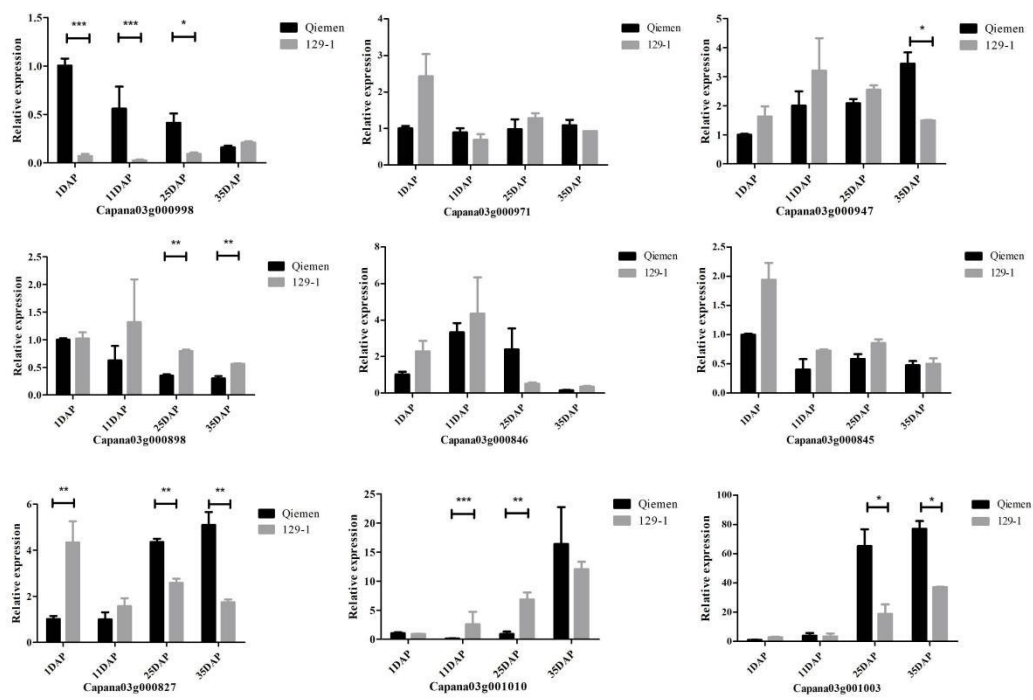 Relative expression
1.5
1.0
0.5
0.0
***
***
*
Qiemen
129-1
1DAP
11DAP
25DAP
35DAP
Capana03g000998
Relative expression
4
3
2
1
0
Qiemen
129-1
1DAP
11DAP
25DAP
35DAP
Capana03g000971
Relative expression
5
4
3
2
1
0
*
Qiemen
129-1
1DAP
11DAP
25DAP
35DAP
Capana03g000947
Relative expression
2.5
2.0
1.5
1.0
0.5
0.0
**
**
Qiemen
129-1
1DAP
11DAP
25DAP
35DAP
Capana03g000898
Relative expression
8
6
4
2
0
Qiemen
129-1
1DAP
11DAP
25DAP
35DAP
Capana03g000846
Relative expression
2.5
2.0
1.5
1.0
0.5
0.0
Qiemen
129-1
1DAP
11DAP
25DAP
35DAP
Capana03g000845
Relative expression
6
4
2
0
**
**
**
Qiemen
129-1
1DAP
11DAP
25DAP
35DAP
Capana03g000827
Relative expression
25
20
15
10
5
0
***
**
Qiemen
129-1
1DAP
11DAP
25DAP
35DAP
Capana03g001010
Relative expression
100
80
60
40
20
0
*
*
Qiemen
129-1
1DAP
11DAP
25DAP
35DAP
Capana03g001003